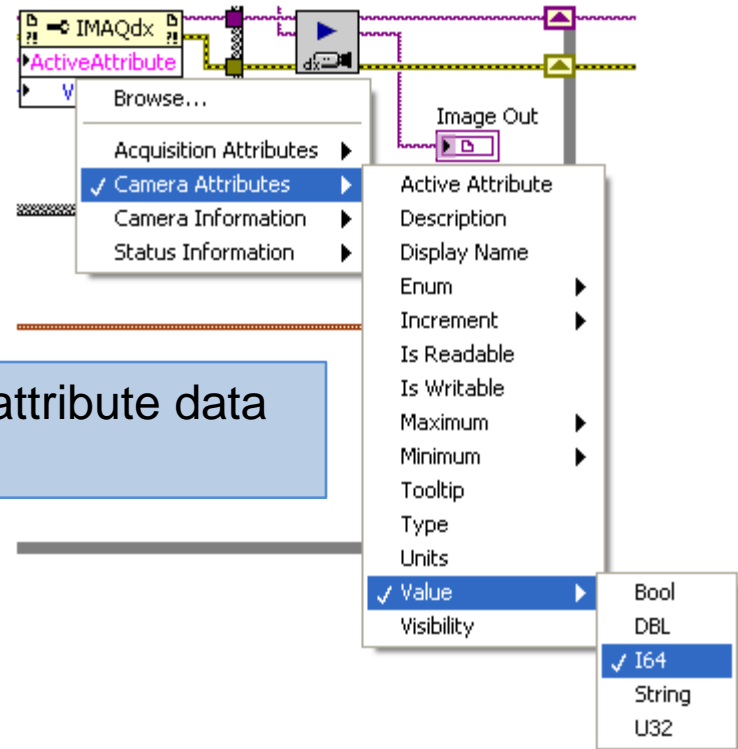 IMAQdx
ActiveAttribute
V
dx
Image Out
Browse...
Acquisition Attributes
Camera Attributes
Camera Information
Status Information
Active Attribute
Description
Display Name
Enum
Increment
Is Readable
Is Writable
Maximum
Minimum
Tooltip
Type
Units
Value
Visibility
Bool
DBL
I64
String
U32
attribute data